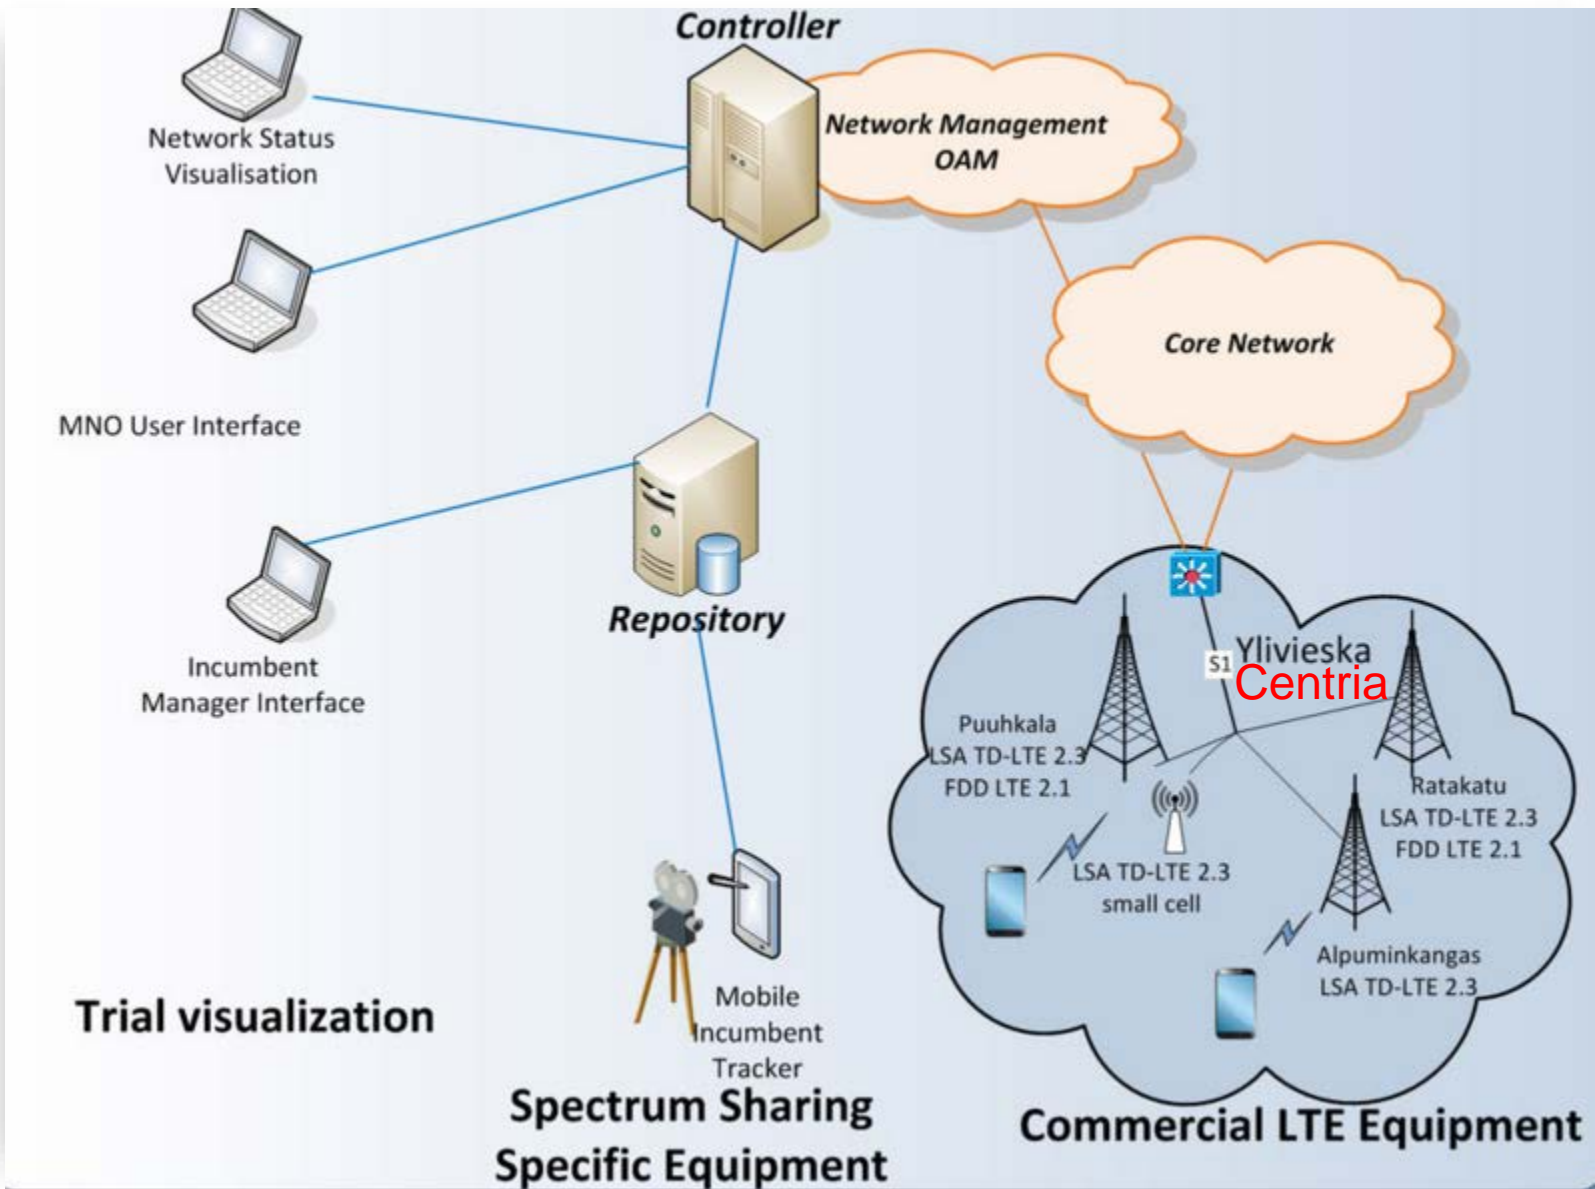 Controller
Network Management
OAM
Network Status
Visualisation
Core Network
MNO User Interface
Repository
Incumbent
Manager Interface
S1
Ylivieska
Centria
Puuhkala
LSA TD-LTE 2.3
FDD LTE 2.1
Ratakatu
LSA TD-LTE 2.3
FDD LTE 2.1
LSA TD-LTE 2.3
small cell
Alpuminkangas
LSA TD-LTE 2.3
Mobile
Incumbent
Tracker
Trial visualization
Spectrum Sharing
Specific Equipment
Commercial LTE Equipment